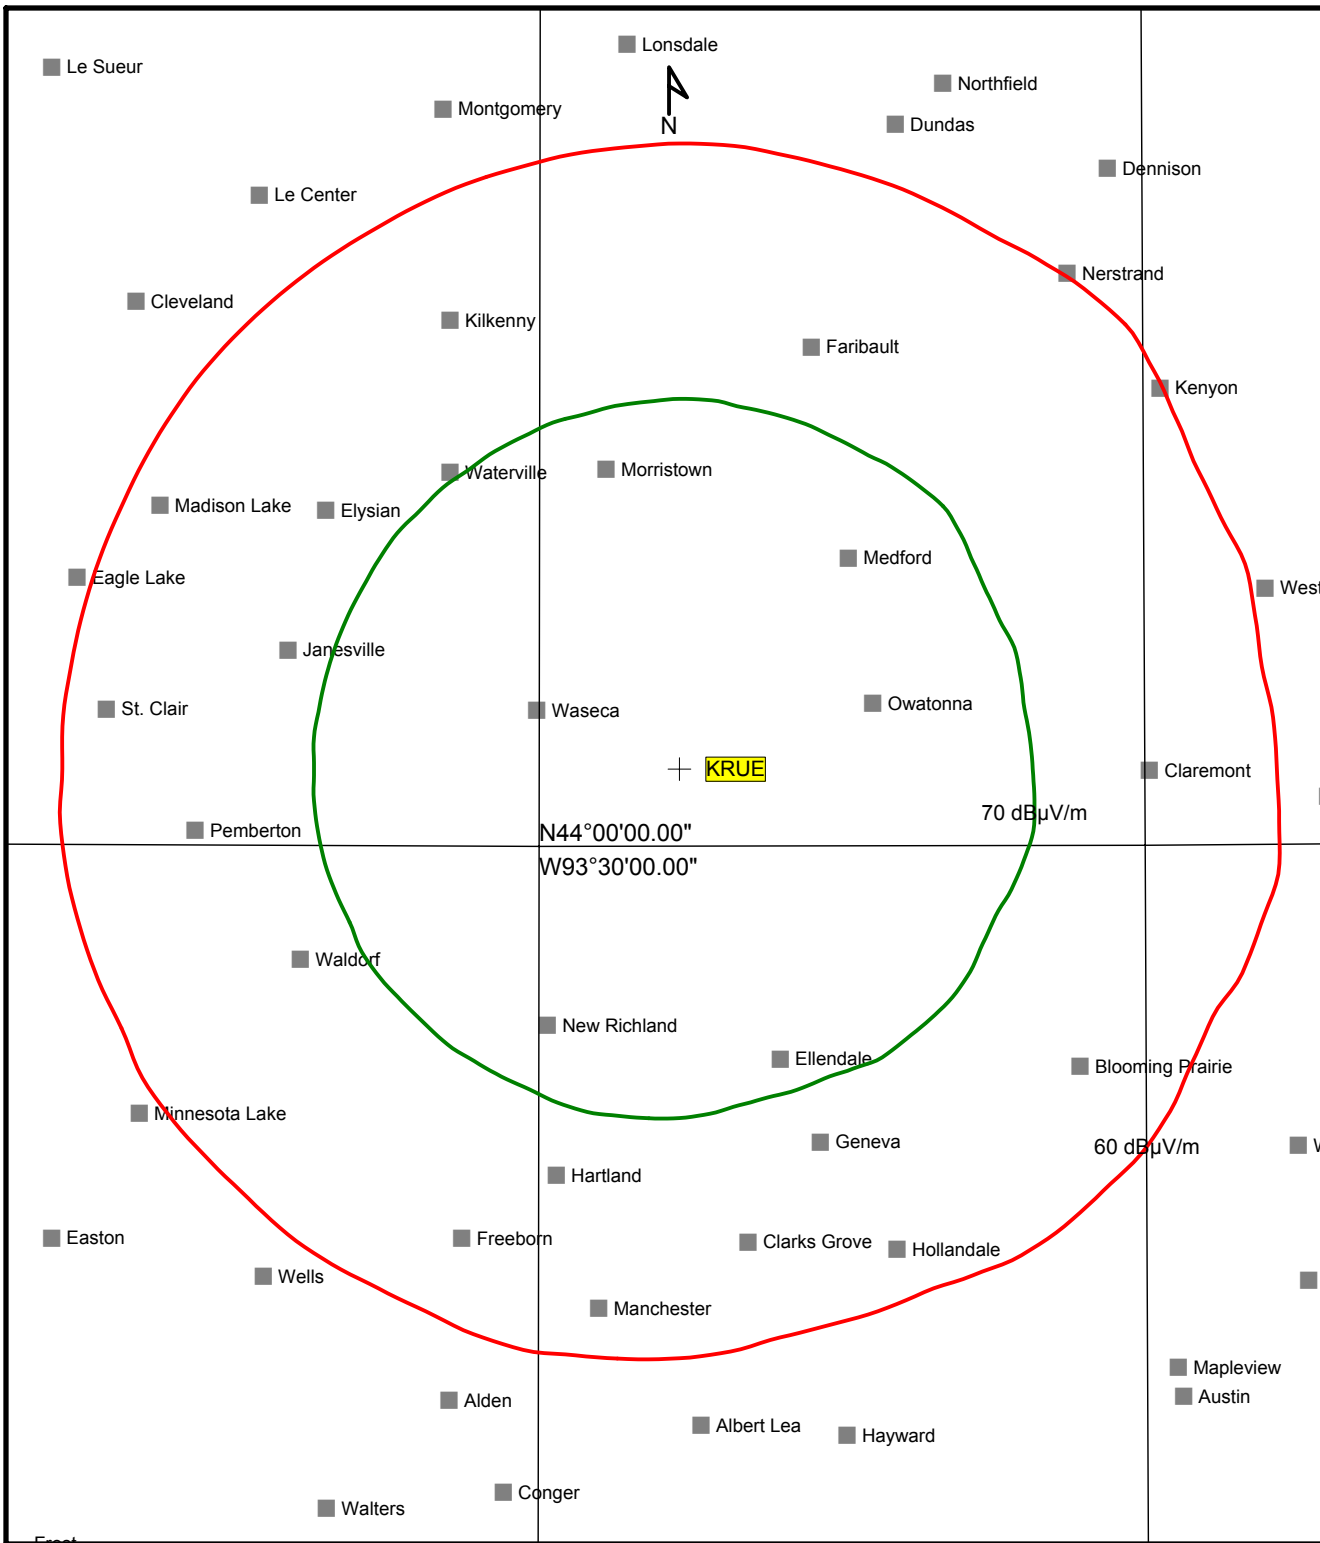 Lonsdale
Le Sueur
Northfield
Montgomery
Dundas
N
Dennison
Le Center
Nerstrand
Cleveland
Kilkenny
Faribault
Kenyon
Waterville
Morristown
Madison Lake
Elysian
Medford
Eagle Lake
West
Janesville
Owatonna
St. Clair
Waseca
KRUE
Claremont
70 dBµV/m
Pemberton
N44°00'00.00"
W93°30'00.00"
Waldorf
New Richland
Ellendale
Blooming Prairie
Minnesota Lake
Geneva
60 dBµV/m
W
Hartland
Easton
Freeborn
Clarks Grove
Hollandale
Wells
Manchester
Mapleview
Austin
Alden
Albert Lea
Hayward
Conger
Walters